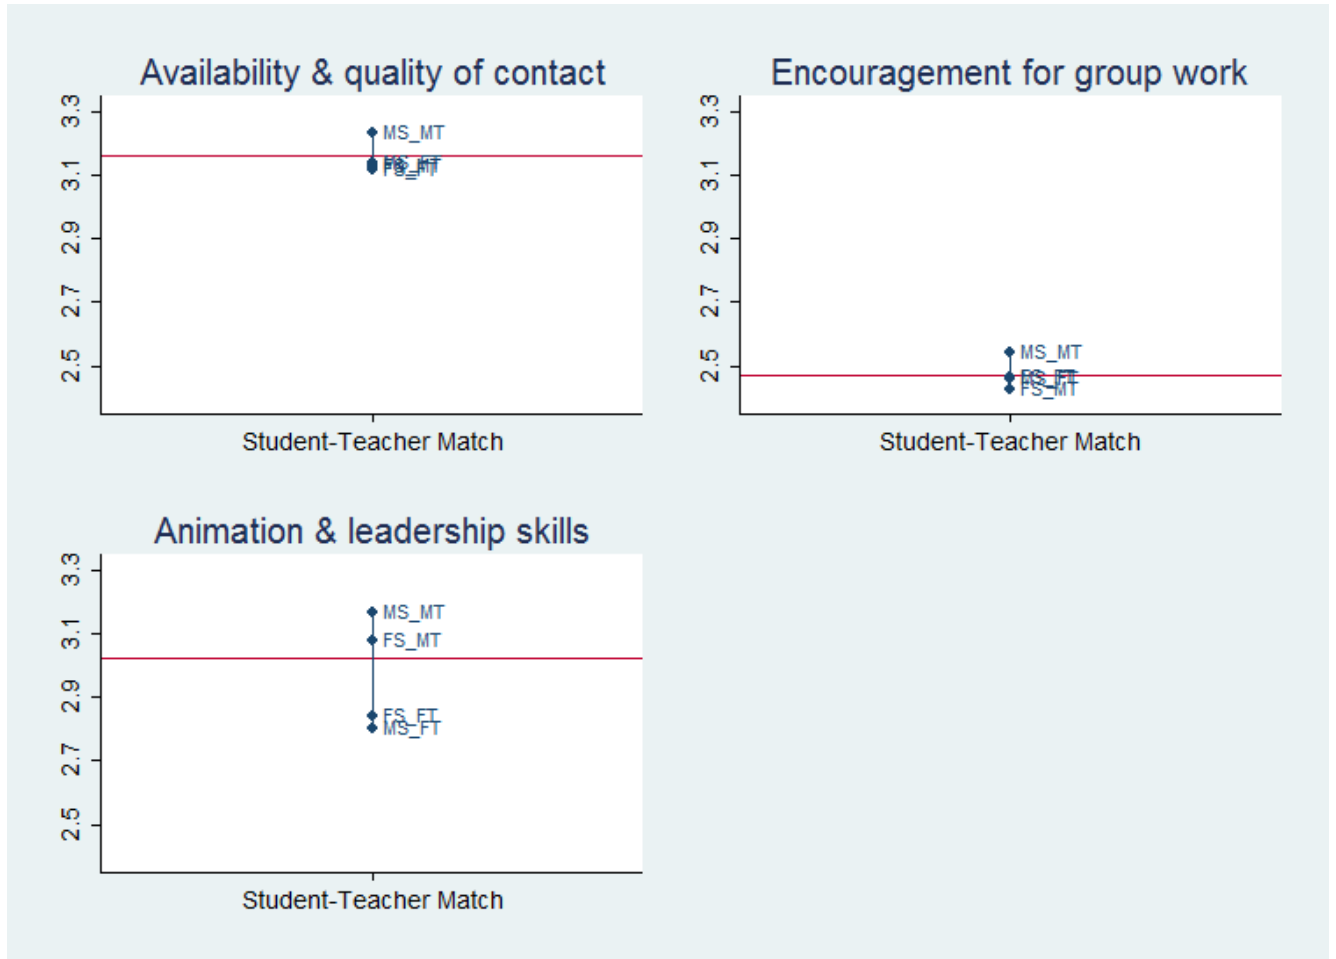 Availability & quality of contact
3.3
3.1
2.9
2.7
2.5
MS_MT
FS_FT
Student-Teacher Match
Encouragement for group work
3.3
3.1
2.9
2.7
2.5
MS_MT
FS_MT
Student-Teacher Match
Animation & leadership skills
3.3
3.1
2.9
2.7
2.5
MS_MT
FS_MT
FS_FT
MS_FT
Student-Teacher Match